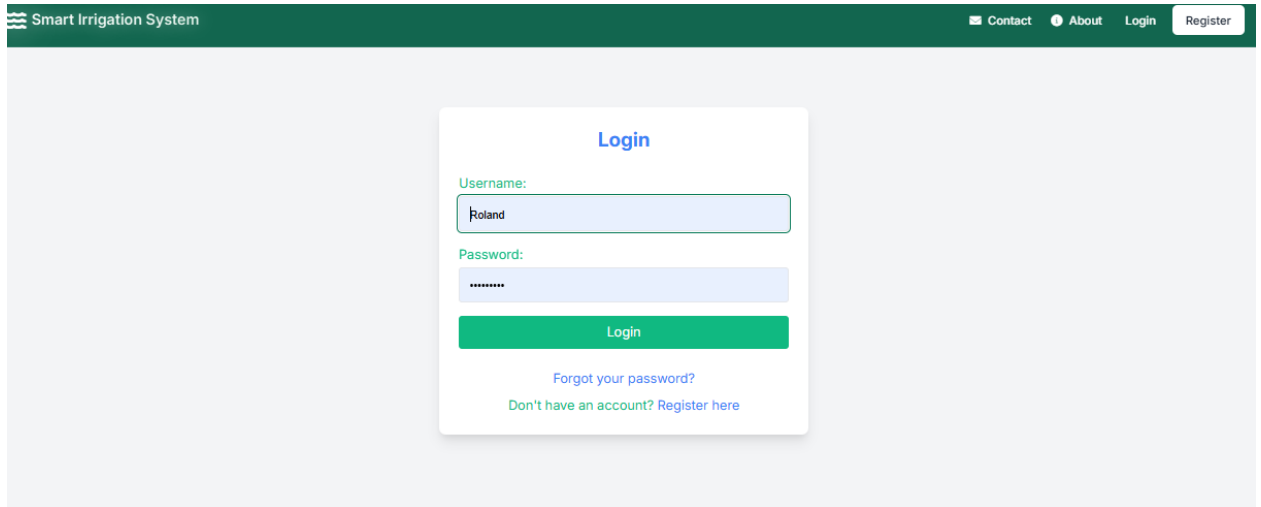 Smart Irrigation System
Contact About Login Register
Login
Username:
Roland
Password:
•••••••••
Login
Forgot your password?
Don't have an account? Register here